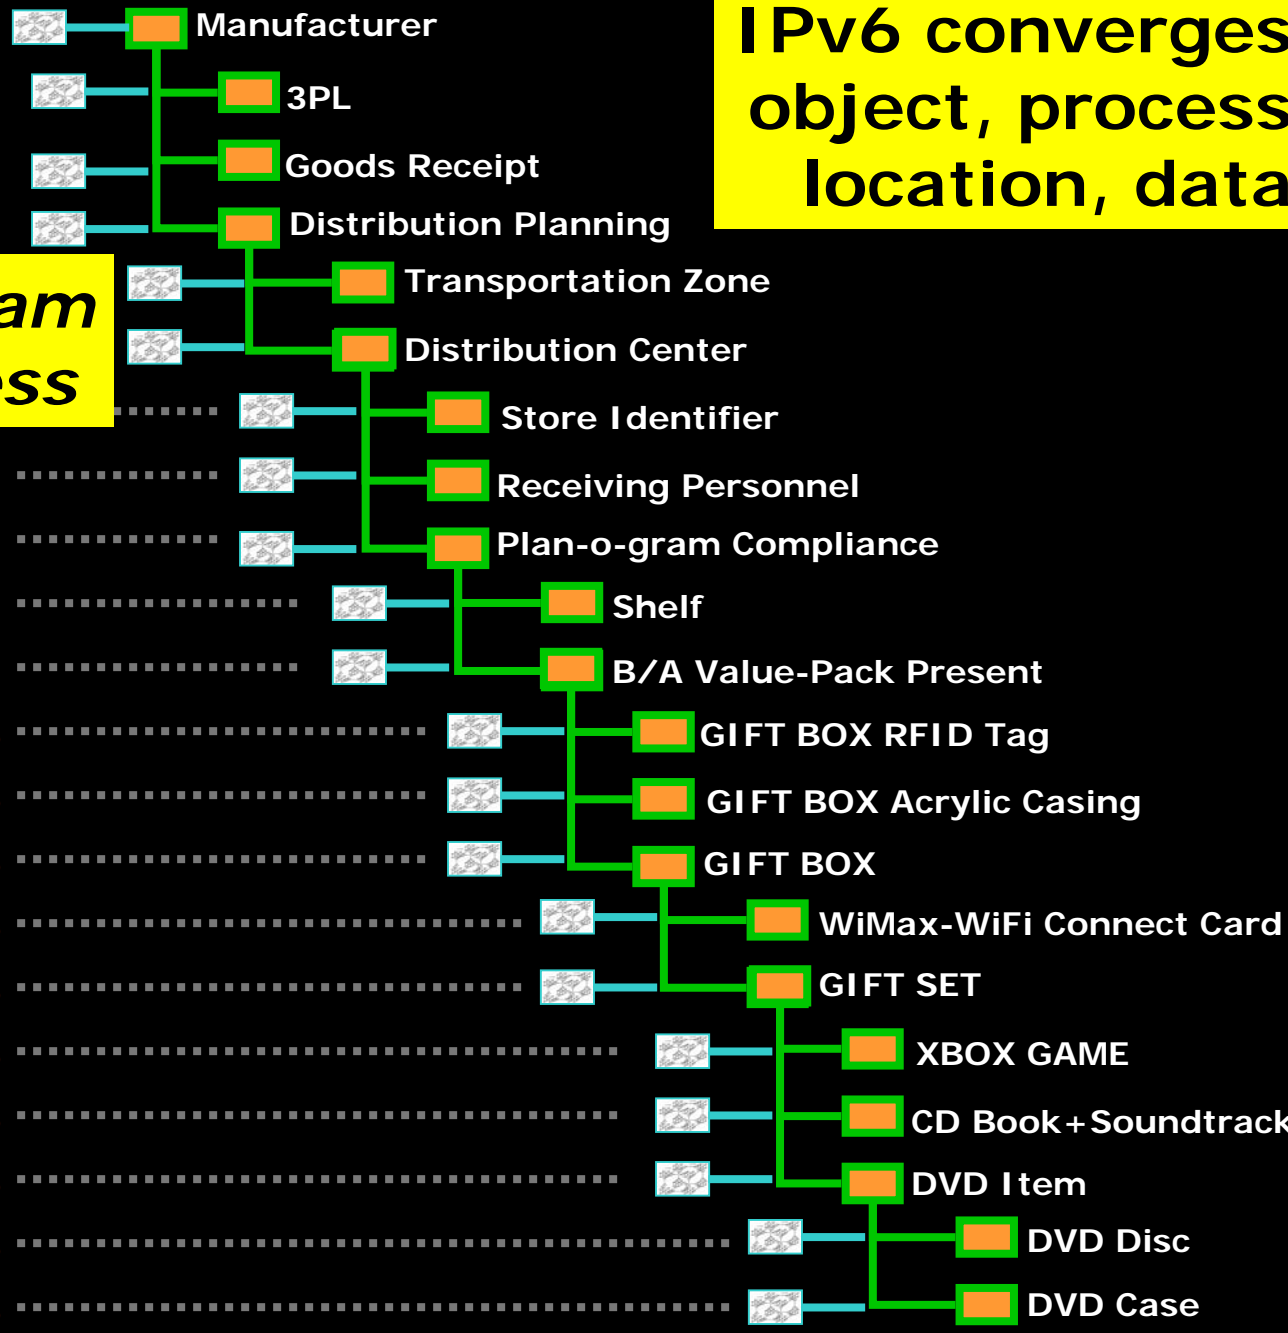 Manufacturer
IPv6 converges
object, process
location, data
3PL
Goods Receipt
Distribution Planning
Transportation Zone
Distribution Center
am
ess
Store Identifier
Receiving Personnel
Plan-o-gram Compliance
Shelf
B/A Value-Pack Present
GIFT BOX RFID Tag
GIFT BOX Acrylic Casing
GIFT BOX
WiMax-WiFi Connect Card
GIFT SET
XBOX GAME
CD Book+Soundtrack
DVD Item
DVD Disc
DVD Case